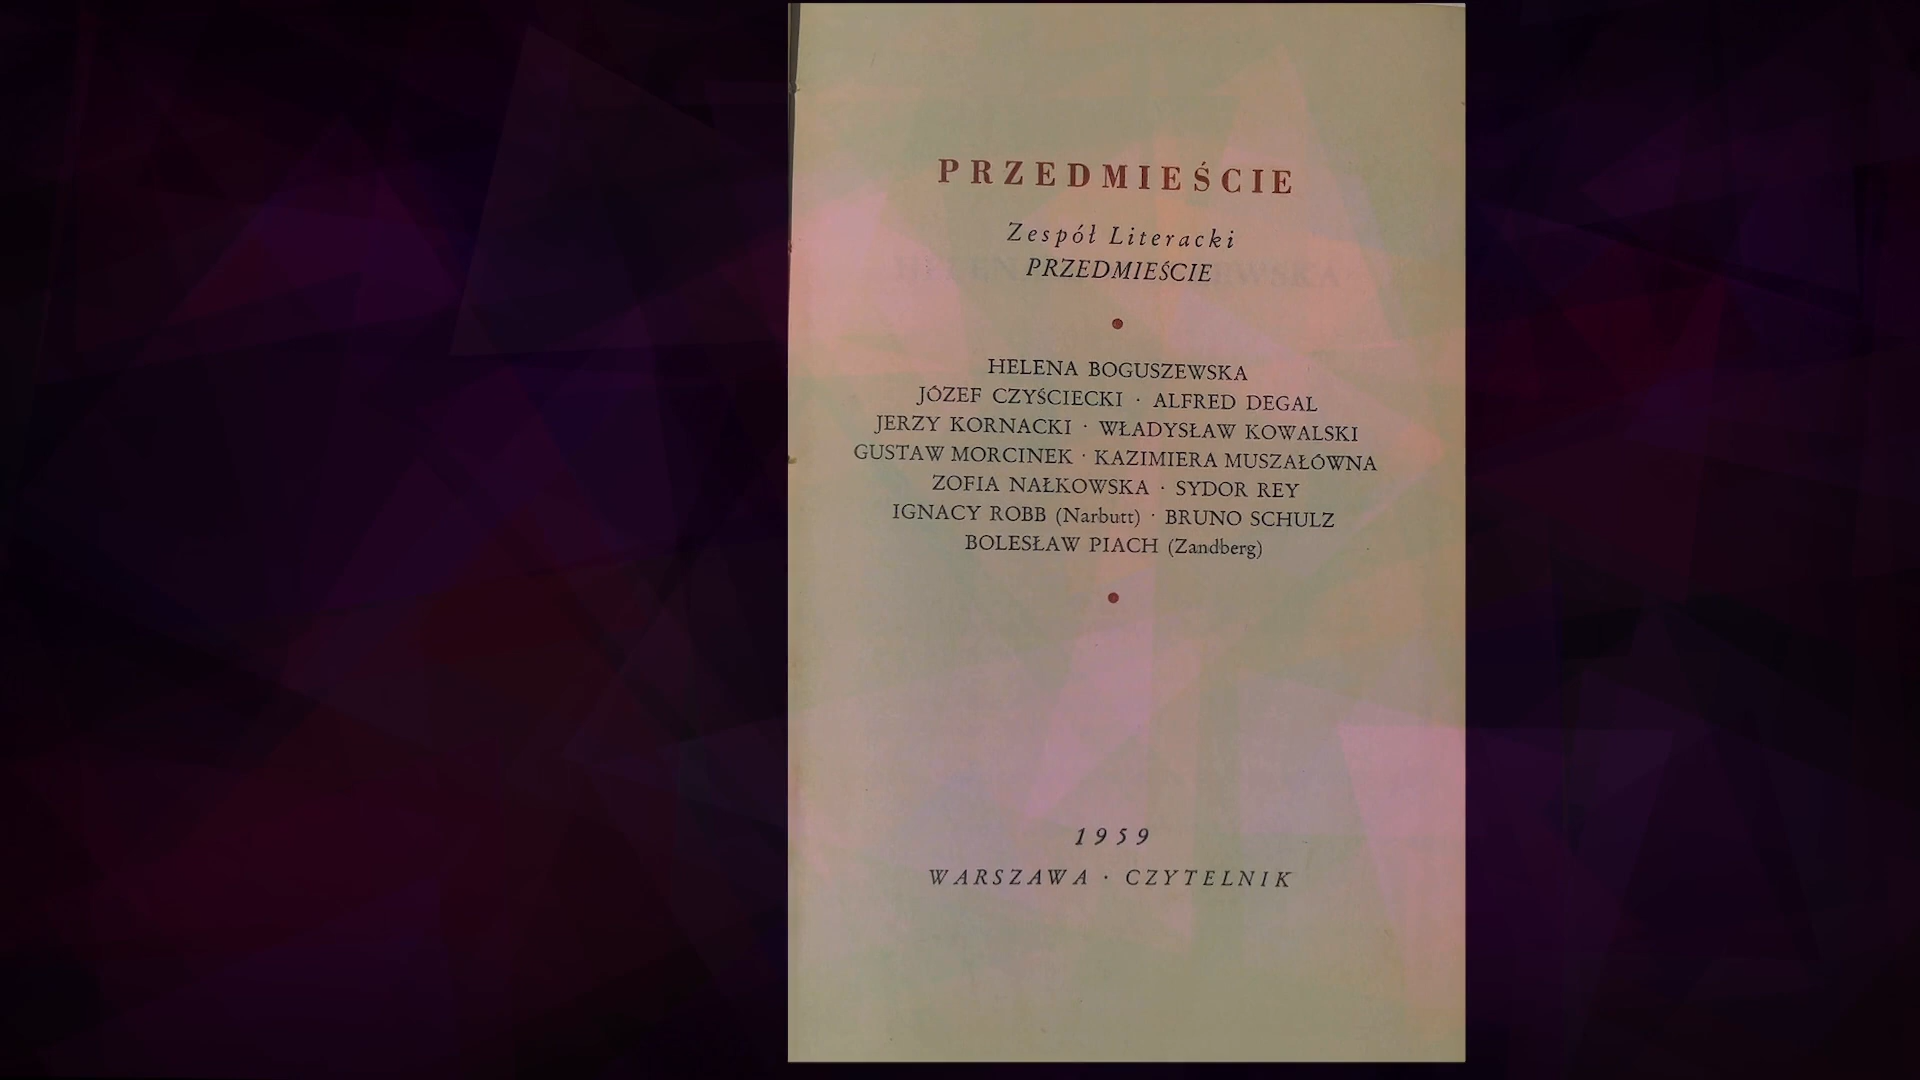 PRZEDMIEŚCIE
Zespół Literacki
PRZEDMIEŚCIE
HELENA BOGUSZEWSKA
JÓZEF CZYŚCIECKI · ALFRED DEGAL
JERZY KORNACKI · WŁADYSŁAW KOWALSKI
GUSTAW MORCINEK · KAZIMIERA MUSZAŁÓWNA
ZOFIA NAŁKOWSKA · SYDOR REY
IGNACY ROBB (Narbutt) · BRUNO SCHULZ
BOLESŁAW PIACH (Zandberg)
1959
WARSZAWA · CZYTELNIK